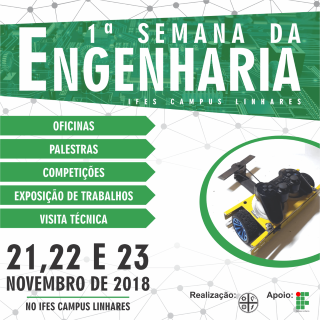 1ª SEMANA DA
ENGENHARIA
IFES CAMPUS LINHARES
OFICINAS
PALESTRAS
COMPETIÇÕES
EXPOSIÇÃO DE TRABALHOS
VISITA TÉCNICA
21,22 E 23
NOVEMBRO DE 2018
NO IFES CAMPUS LINHARES
Realização: Apoio: